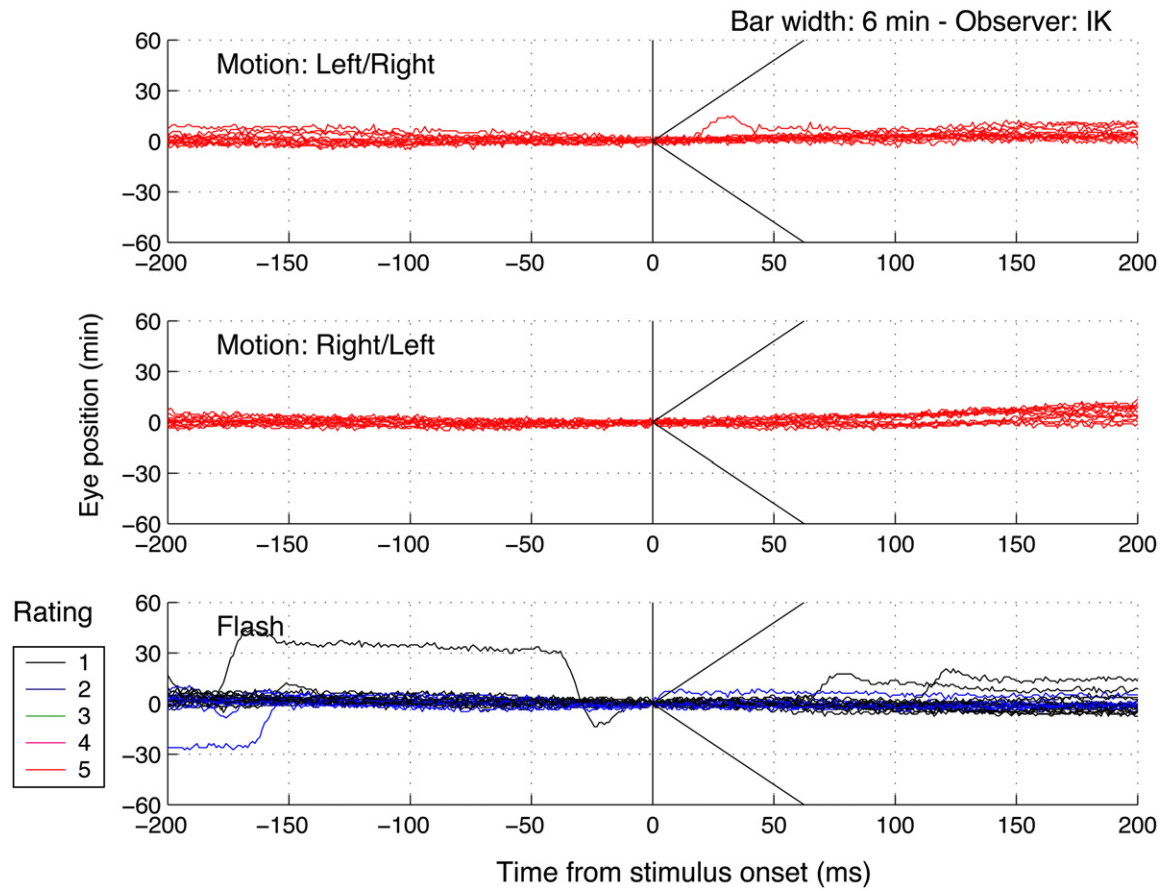 Bar width: 6 min - Observer: IK
60
Motion: Left/Right
30
0
−30
−60
−200 −150 −100 −50 0 50 100 150 200
60
Motion: Right/Left
30
0
−30
−60
−200 −150 −100 −50 0 50 100 150 200
Eye position (min)
60
Flash
30
0
−30
−60
−200 −150 −100 −50 0 50 100 150 200
Rating
1
2
3
4
5
Time from stimulus onset (ms)